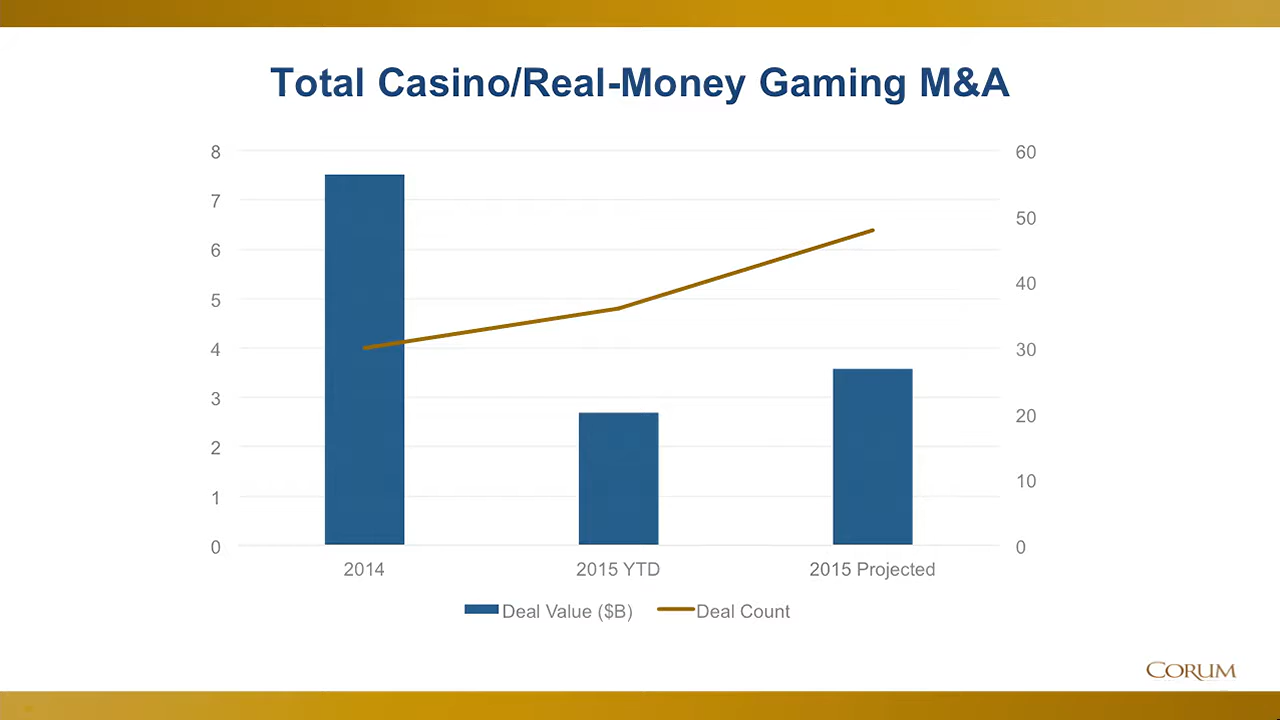 Total Casino/Real-Money Gaming M&A
8
7
6
5
4
3
2
1
0
60
50
40
30
20
10
0
2014
2015 YTD
2015 Projected
Deal Value ($B)
Deal Count
CORUM